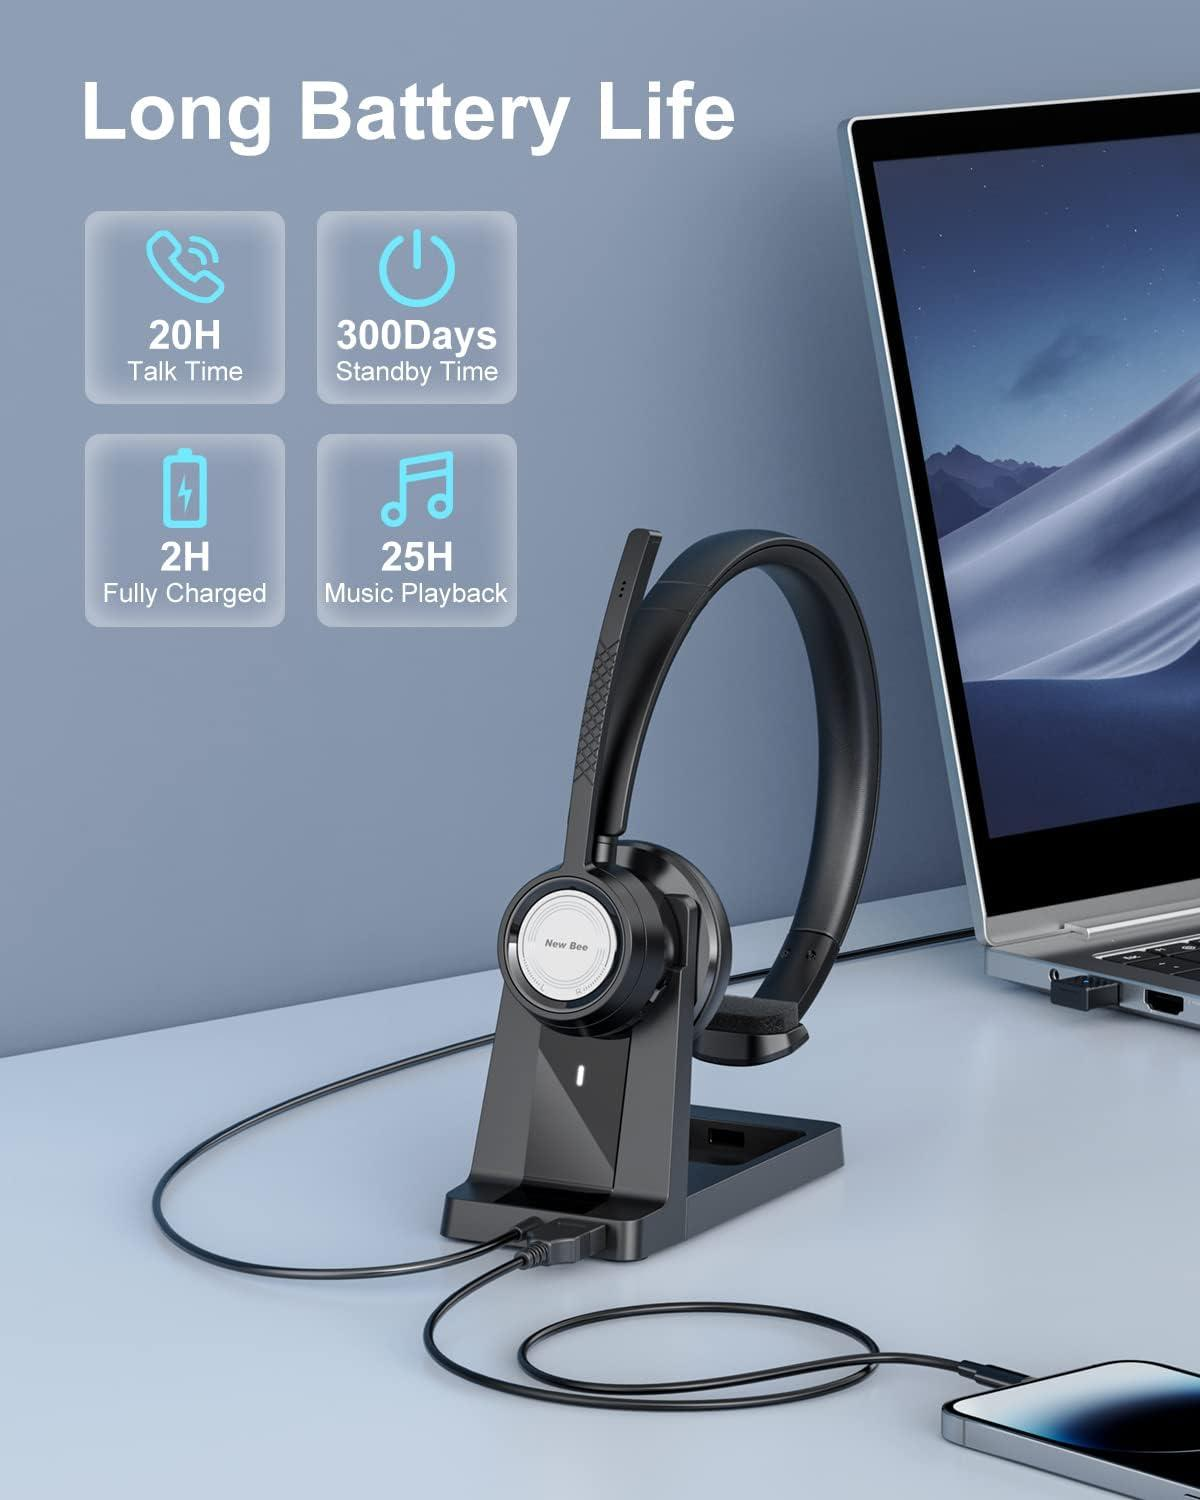 Long Battery Life
20H
Talk Time
300Days
Standby Time
2H
Fully Charged
25H
Music Playback
New Bee
L
R